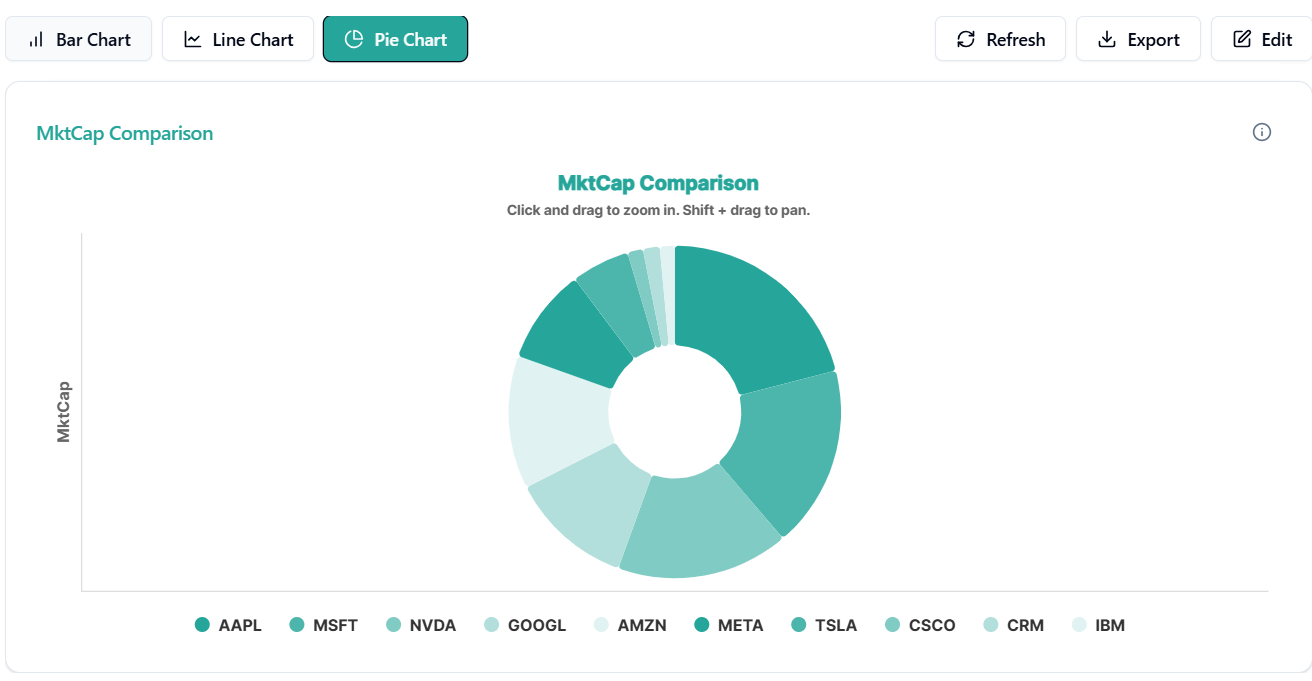 Bar Chart
Line Chart
Pie Chart
Refresh
Export
Edit
MktCap Comparison
MktCap Comparison
Click and drag to zoom in. Shift + drag to pan.
MktCap
AAPL MSFT NVDA GOOGL AMZN META TSLA CSCO CRM IBM